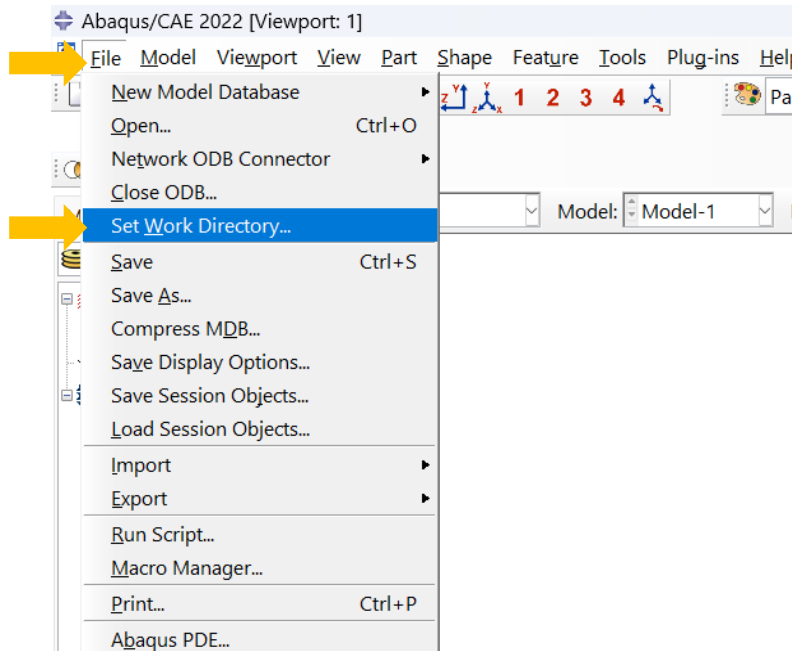 Abaqus/CAE 2022 [Viewport: 1]
File Model Viewport View Part Shape Feature Tools Plug-ins Help
New Model Database
1 2 3 4
Open... Ctrl+O
Network ODB Connector
Close ODB...
Set Work Directory...
Model: Model-1
Save Ctrl+S
Save As...
Compress MDB...
Save Display Options...
Save Session Objects...
Load Session Objects...
Import
Export
Run Script...
Macro Manager...
Print... Ctrl+P
Abaqus PDE...